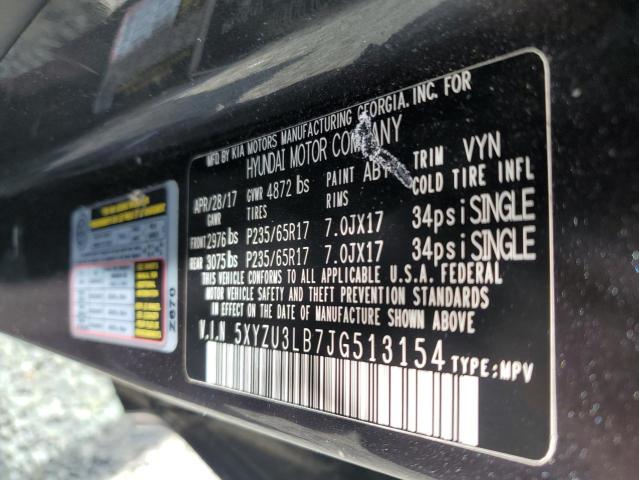 MFD BY KIA MOTORS MANUFACTURING GEORGIA. INC. FOR
HYUNDAI MOTOR COMPANY
APR/28/17 GVWR 4872 lbs PAINT TRIM VYN
GAWR TIRES RIMS COLD TIRE INFL
FRONT 2976 lbs P235/65R17 7.0JX17 34psi SINGLE
REAR 3075 lbs P235/65R17 7.0JX17 34psi SINGLE
THIS VEHICLE CONFORMS TO ALL APPLICABLE U.S.A. FEDERAL
MOTOR VEHICLE SAFETY AND THEFT PREVENTION STANDARDS
IN EFFECT ON THE DATE OF MANUFACTURE SHOWN ABOVE
V.I.N 5XYZU3LB7JG513154 TYPE:MPV
Z670